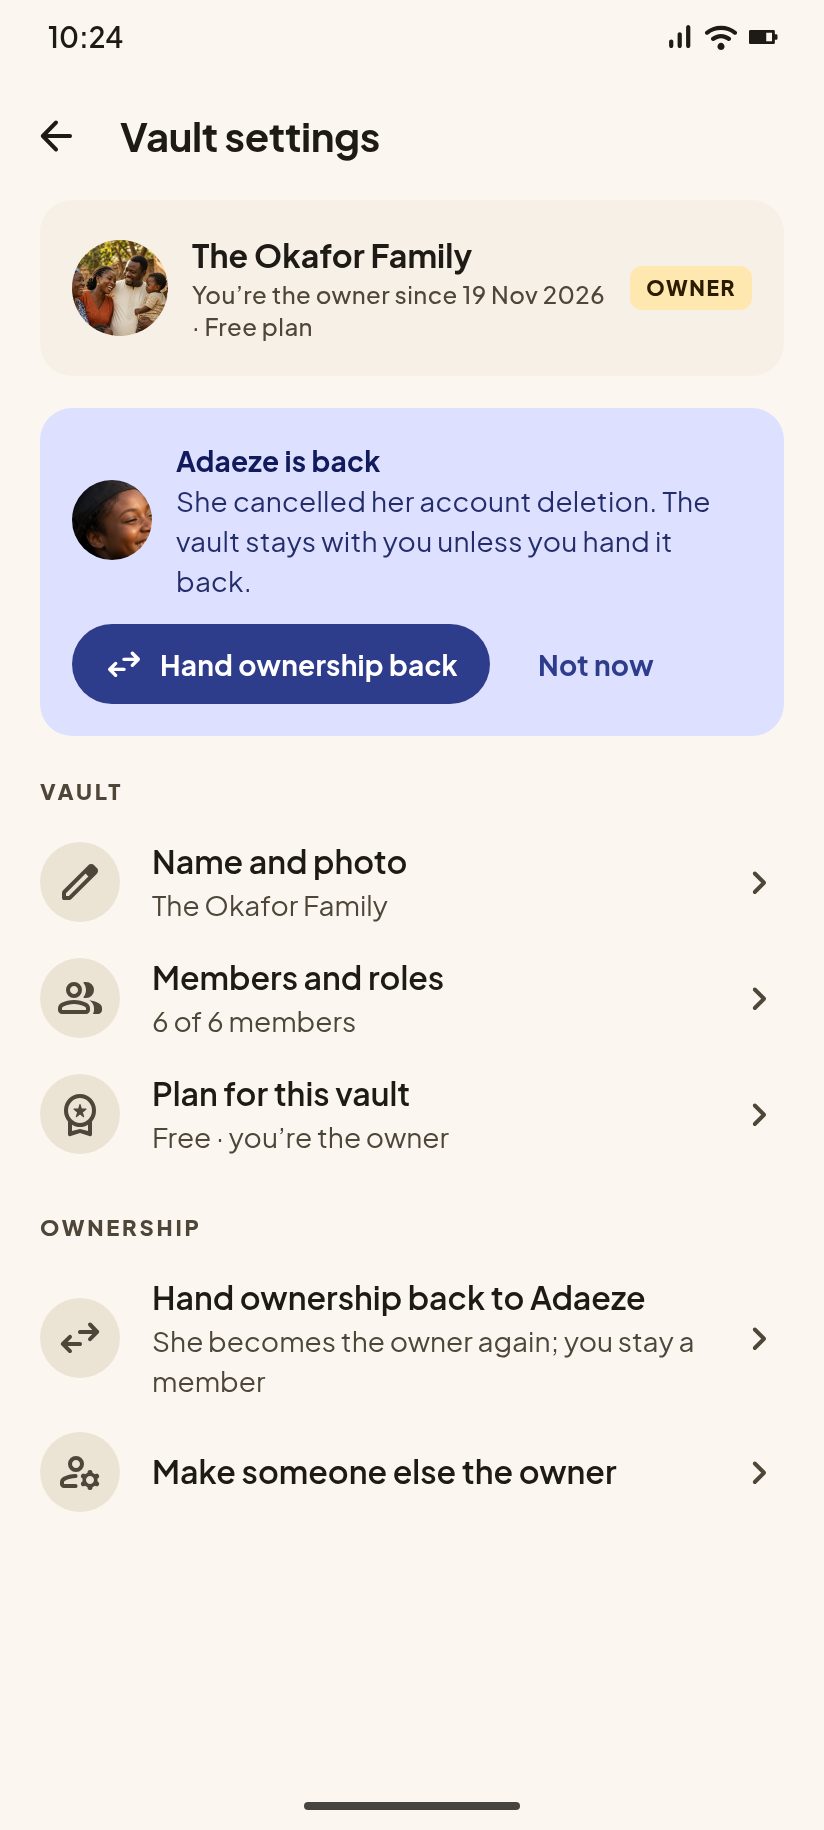 10:24
Vault settings
The Okafor Family
You’re the owner since 19 Nov 2026
· Free plan
OWNER
Adaeze is back
She cancelled her account deletion. The
vault stays with you unless you hand it
back.
Hand ownership back
Not now
VAULT
Name and photo
The Okafor Family
Members and roles
6 of 6 members
Plan for this vault
Free · you’re the owner
OWNERSHIP
Hand ownership back to Adaeze
She becomes the owner again; you stay a
member
Make someone else the owner